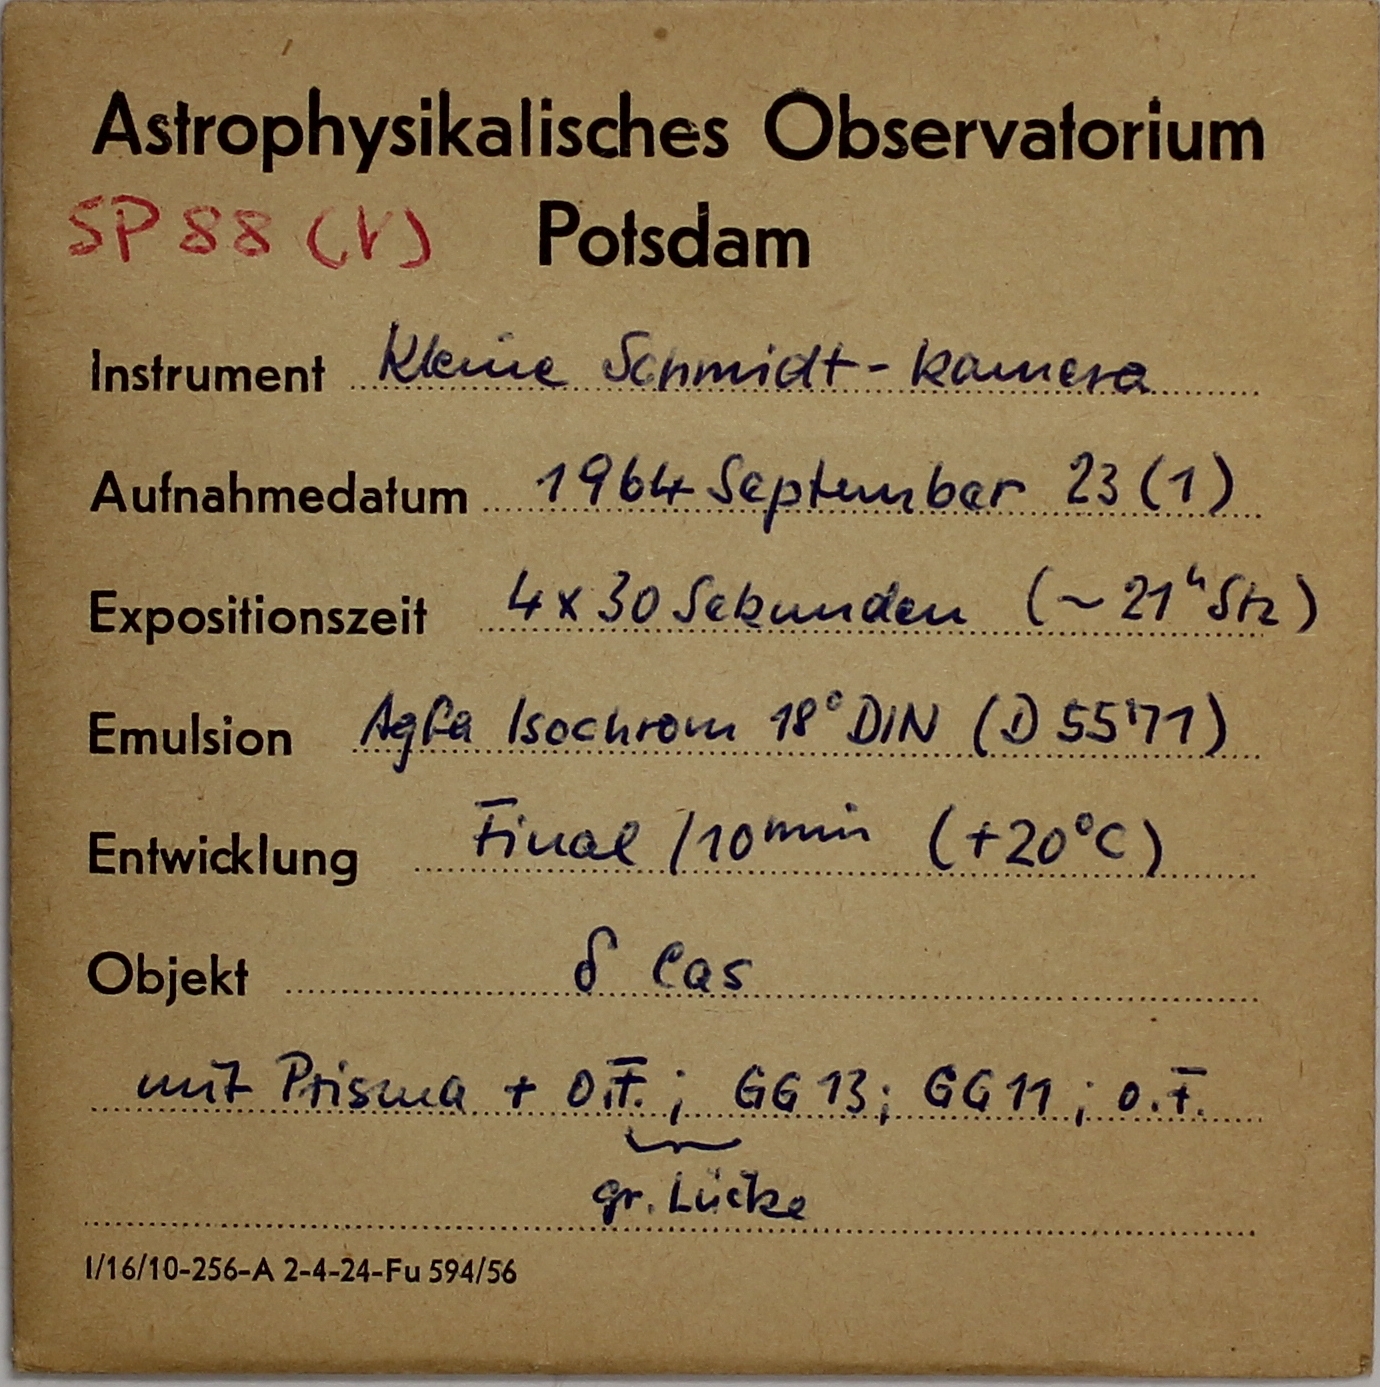 Astrophysikalisches Observatorium
SP 88 (V) Potsdam
Instrument Kleine Schmidt-Kamera
Aufnahmedatum 1964 September 23 (1)
Expositionszeit 4 x 30 Sekunden (~ 21ʰ Stz)
Emulsion Agfa Isochrom 18° DIN (D 5571)
Entwicklung Final / 10 min (+20°C)
Objekt δ Cas
mit Prisma + o.F.; GG 13; GG 11; o.F.
gr. Lücke
I/16/10-256-A 2-4-24-Fu 594/56